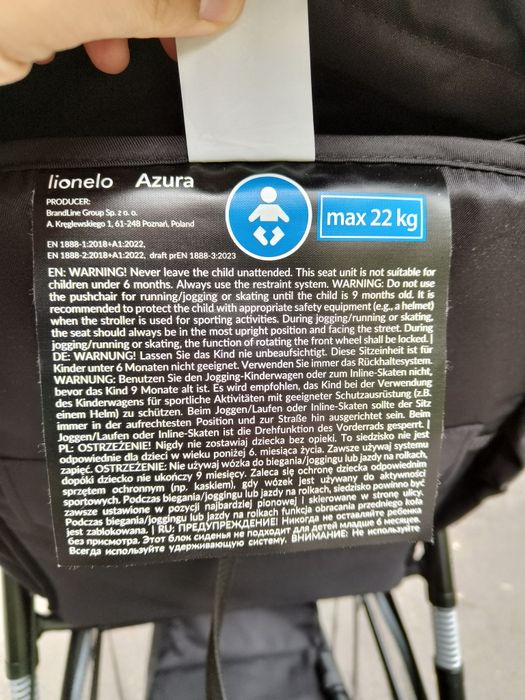 lionelo Azura
PRODUCER:
BrandLine Group Sp. z o. o.
A. Kręglewskiego 1, 61-248 Poznań, Poland
max 22 kg
EN 1888-1:2018+A1:2022,
EN 1888-2:2018+A1:2022, draft prEN 1888-3:2023
EN: WARNING! Never leave the child unattended. This seat unit is not suitable for
children under 6 months. Always use the restraint system. WARNING: Do not use
the pushchair for running/jogging or skating until the child is 9 months old. It is
recommended to protect the child with appropriate safety equipment (e.g., a helmet)
when the stroller is used for sporting activities. During jogging/running or skating,
the seat should always be in the most upright position and facing the street. During
jogging/running or skating, the function of rotating the front wheel shall be locked. |
DE: WARNUNG! Lassen Sie das Kind nie unbeaufsichtigt. Diese Sitzeinheit ist für
Kinder unter 6 Monaten nicht geeignet. Verwenden Sie immer das Rückhaltesystem.
WARNUNG: Benutzen Sie den Jogging-Kinderwagen oder zum Inline-Skaten nicht,
bevor das Kind 9 Monate alt ist. Es wird empfohlen, das Kind bei der Verwendung
des Kinderwagens für sportliche Aktivitäten mit geeigneter Schutzausrüstung (z.B.
einem Helm) zu schützen. Beim Joggen/Laufen oder Inline-Skaten sollte der Sitz
immer in der aufrechtesten Position und zur Straße hin ausgerichtet sein. Beim
Joggen/Laufen oder Inline-Skaten ist die Drehfunktion des Vorderrads gesperrt. |
PL: OSTRZEŻENIE! Nigdy nie zostawiaj dziecka bez opieki. To siedzisko nie jest
odpowiednie dla dzieci w wieku poniżej 6. miesiąca życia. Zawsze używaj systemu
zapięć. OSTRZEŻENIE: Nie używaj wózka do biegania/joggingu lub jazdy na rolkach,
dopóki dziecko nie ukończy 9 miesięcy. Zaleca się ochronę dziecka odpowiednim
sprzętem ochronnym (np. kaskiem), gdy wózek jest używany do aktywności
sportowych. Podczas biegania/joggingu lub jazdy na rolkach, siedzisko powinno być
zawsze ustawione w pozycji najbardziej pionowej i skierowane w stronę ulicy.
Podczas biegania/joggingu lub jazdy na rolkach funkcja obracania przedniego koła
jest zablokowana. | RU: ПРЕДУПРЕЖДЕНИЕ! Никогда не оставляйте ребенка
без присмотра. Этот блок сиденья не подходит для детей младше 6 месяцев.
Всегда используйте удерживающую систему. ВНИМАНИЕ: Не используйте